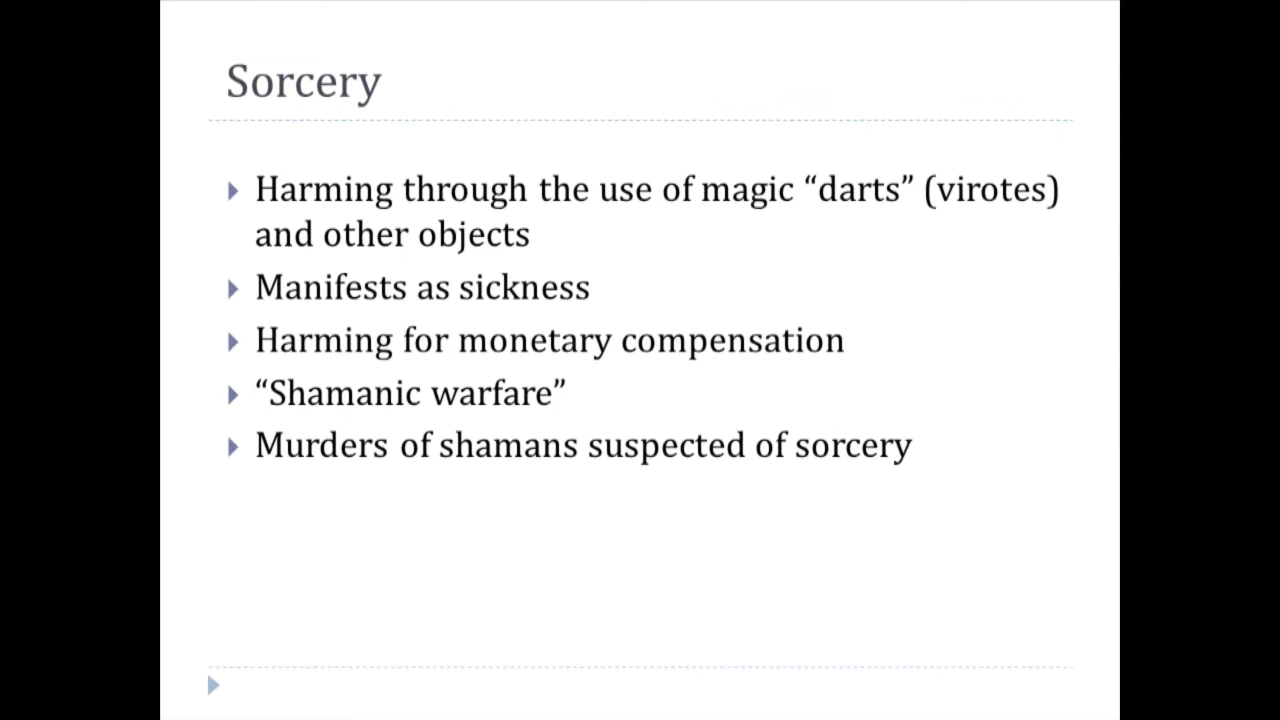 Sorcery
Harming through the use of magic “darts” (virotes)
and other objects
Manifests as sickness
Harming for monetary compensation
“Shamanic warfare”
Murders of shamans suspected of sorcery